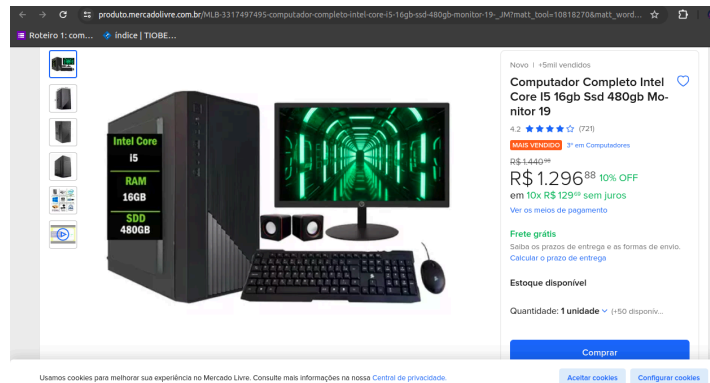 produto.mercadolivre.com.br/MLB-3317497495-computador-completo-intel-core-i5-16gb-ssd-480gb-monitor-19-_JM?matt_tool=10818270&matt_word...
Roteiro 1: com...
índice | TIOBE...
Novo | +5mil vendidos
Computador Completo Intel
Core I5 16gb Ssd 480gb Mo-
nitor 19
4.2 (721)
MAIS VENDIDO 3º em Computadores
R$ 1.440⁹⁸
R$ 1.296⁸⁸ 10% OFF
em 10x R$ 129⁶⁹ sem juros
Ver os meios de pagamento
Frete grátis
Saiba os prazos de entrega e as formas de envio.
Calcular o prazo de entrega
Estoque disponível
Quantidade: 1 unidade (+50 disponív...
Comprar
Intel Core
i5
RAM
16GB
SDD
480GB
Usamos cookies para melhorar sua experiência no Mercado Livre. Consulte mais informações na nossa Central de privacidade.
Aceitar cookies
Configurar cookies